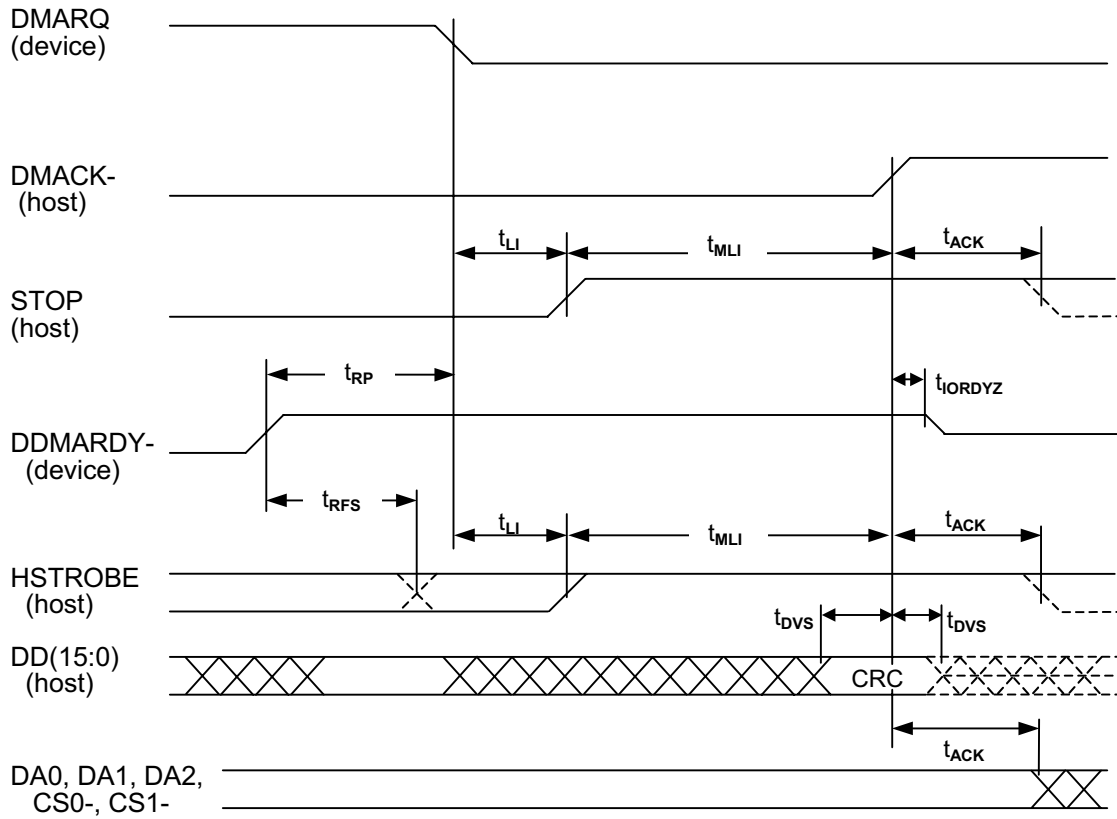 DMARQ
(device)
DMACK-
(host)
tLI
tMLI
tACK
STOP
(host)
tRP
tIORDYZ
DDMARDY-
(device)
tRFS
tLI
tMLI
tACK
HSTROBE
(host)
tDVS
tDVS
DD(15:0)
(host)
CRC
tACK
DA0, DA1, DA2,
CS0-, CS1-